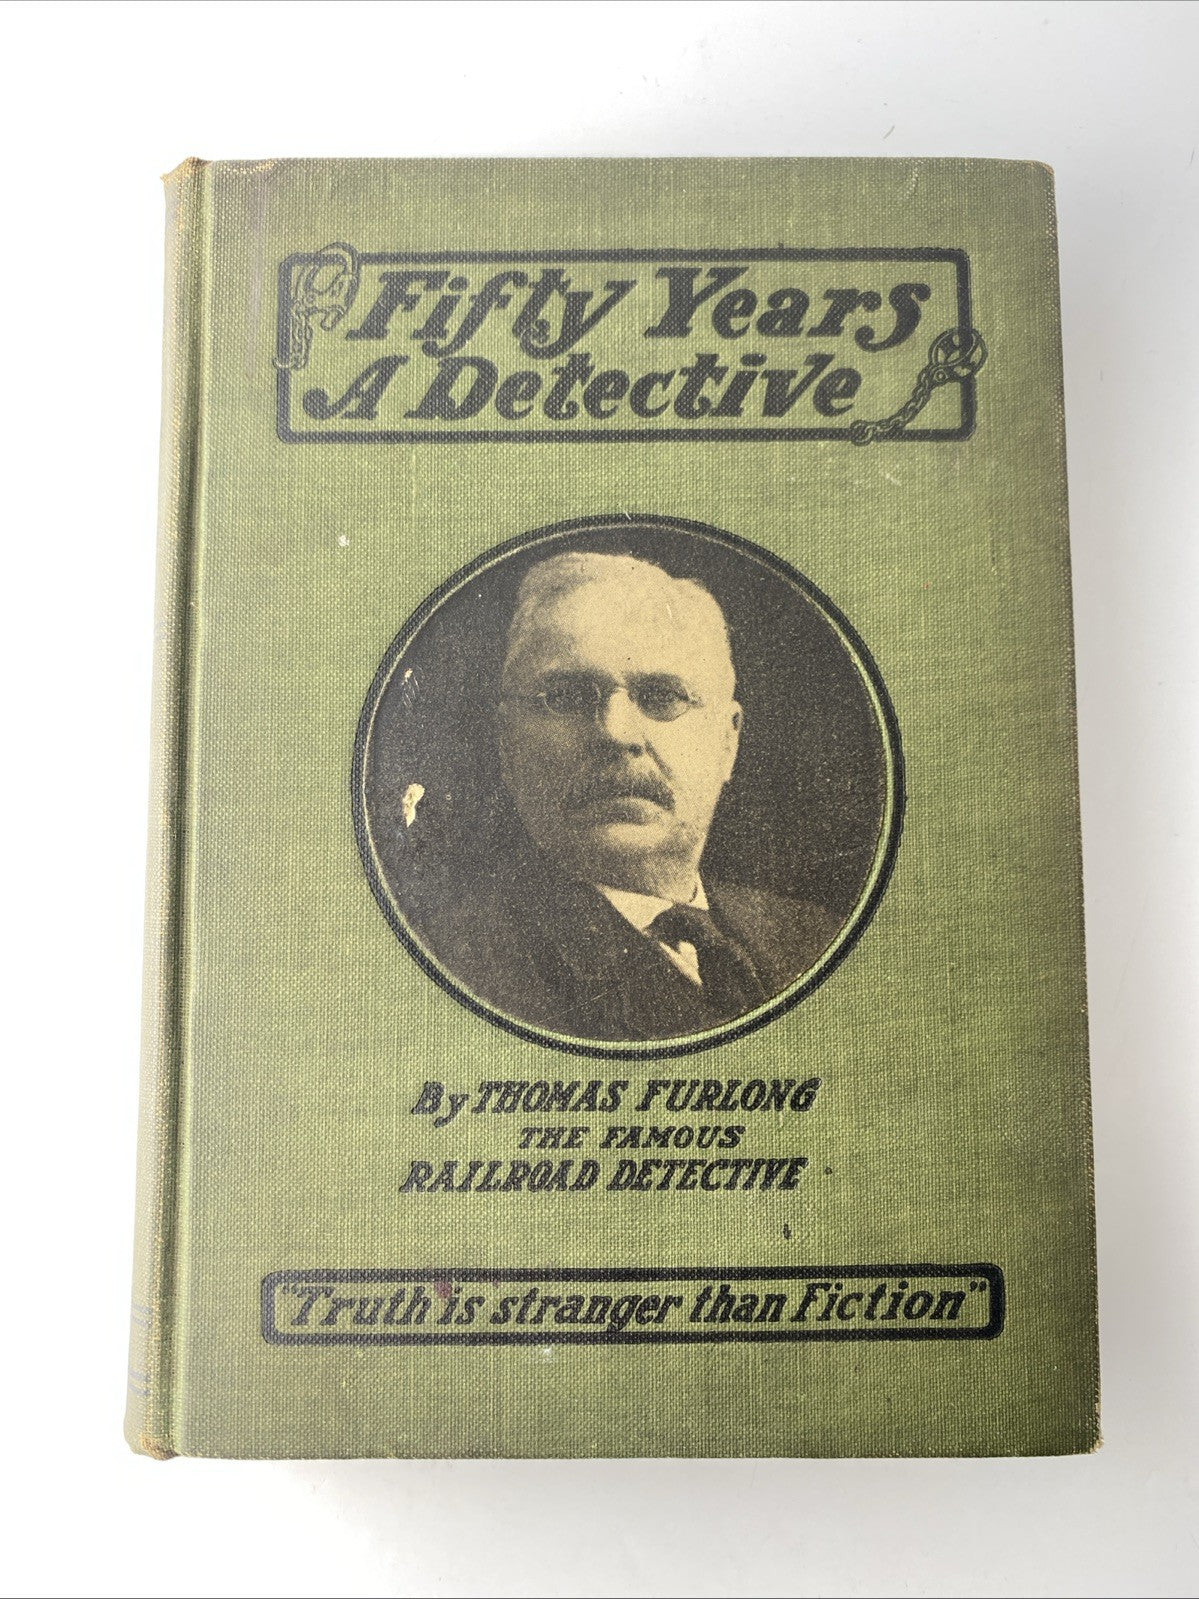 Fifty Years
A Detective
By THOMAS FURLONG
THE FAMOUS
RAILROAD DETECTIVE
"Truth is stranger than Fiction"